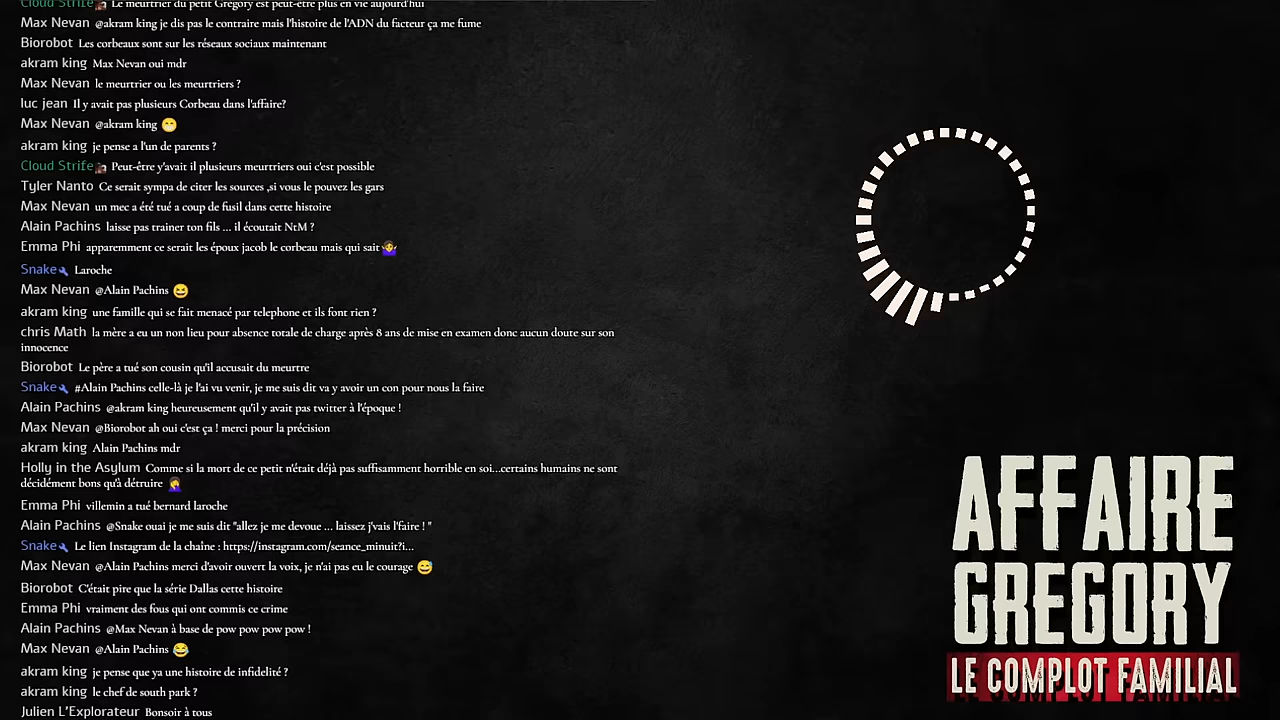 Cloud Strife Le meurtrier du petit Grégory est peut-être plus en vie aujourd'hui
Max Nevan @akram king je dis pas le contraire mais l'histoire de l'ADN du facteur ça me fume
Biorobot Les corbeaux sont sur les réseaux sociaux maintenant
akram king Max Nevan oui mdr
Max Nevan le meurtrier ou les meurtriers ?
luc jean Il y avait pas plusieurs Corbeau dans l'affaire?
Max Nevan @akram king 😁
akram king je pense a l'un de parents ?
Cloud Strife Peut-être y'avait il plusieurs meurtriers oui c'est possible
Tyler Nanto Ce serait sympa de citer les sources ,si vous le pouvez les gars
Max Nevan un mec a été tué a coup de fusil dans cette histoire
Alain Pachins laisse pas trainer ton fils ... il écoutait NtM ?
Emma Phi apparemment ce serait les époux jacob le corbeau mais qui sait 🤷‍♀️
Snake Laroche
Max Nevan @Alain Pachins 😆
akram king une famille qui se fait menacé par telephone et ils font rien ?
chris Math la mère a eu un non lieu pour absence totale de charge après 8 ans de mise en examen donc aucun doute sur son
innocence
Biorobot Le père a tué son cousin qu'il accusait du meurtre
Snake #Alain Pachins celle-là je l'ai vu venir, je me suis dit va y avoir un con pour nous la faire
Alain Pachins @akram king heureusement qu'il y avait pas twitter à l'époque !
Max Nevan @Biorobot ah oui c'est ça ! merci pour la précision
akram king Alain Pachins mdr
Holly in the Asylum Comme si la mort de ce petit n'était déjà pas suffisamment horrible en soi...certains humains ne sont
décidément bons qu'à détruire 🤦‍♀️
Emma Phi villemin a tué bernard laroche
Alain Pachins @Snake ouai je me suis dit "allez je me devoue ... laissez j'vais l'faire ! "
Snake Le lien Instagram de la chaîne : https://instagram.com/seance_minuit?i...
Max Nevan @Alain Pachins merci d'avoir ouvert la voix, je n'ai pas eu le courage 😅
Biorobot C'était pire que la série Dallas cette histoire
Emma Phi vraiment des fous qui ont commis ce crime
Alain Pachins @Max Nevan à base de pow pow pow pow !
Max Nevan @Alain Pachins 😂
akram king je pense que ya une histoire de infidelité ?
akram king le chef de south park ?
Julien L'Explorateur Bonsoir à tous
AFFAIRE
GREGORY
LE COMPLOT FAMILIAL